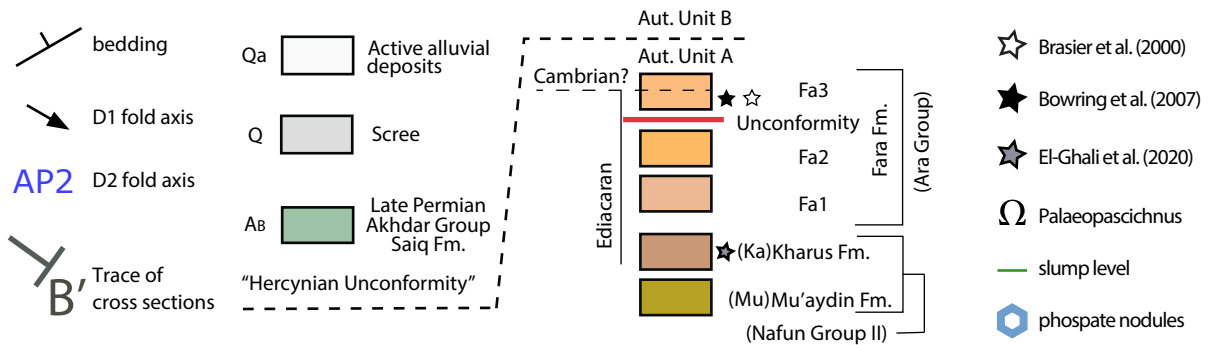 bedding
D1 fold axis
AP2
D2 fold axis
B'
Trace of
cross sections
Qa
Active alluvial
deposits
Q
Scree
AB
Late Permian
Akhdar Group
Saiq Fm.
"Hercynian Unconformity"
Aut. Unit B
Aut. Unit A
Cambrian?
Ediacaran
Fa3
Unconformity
Fa2
Fa1
Fara Fm.
(Ara Group)
(Ka) Kharus Fm.
(Mu) Mu'aydin Fm.
(Nafun Group II)
Brasier et al. (2000)
Bowring et al. (2007)
El-Ghali et al. (2020)
Ω Palaeopascichnus
slump level
phospate nodules